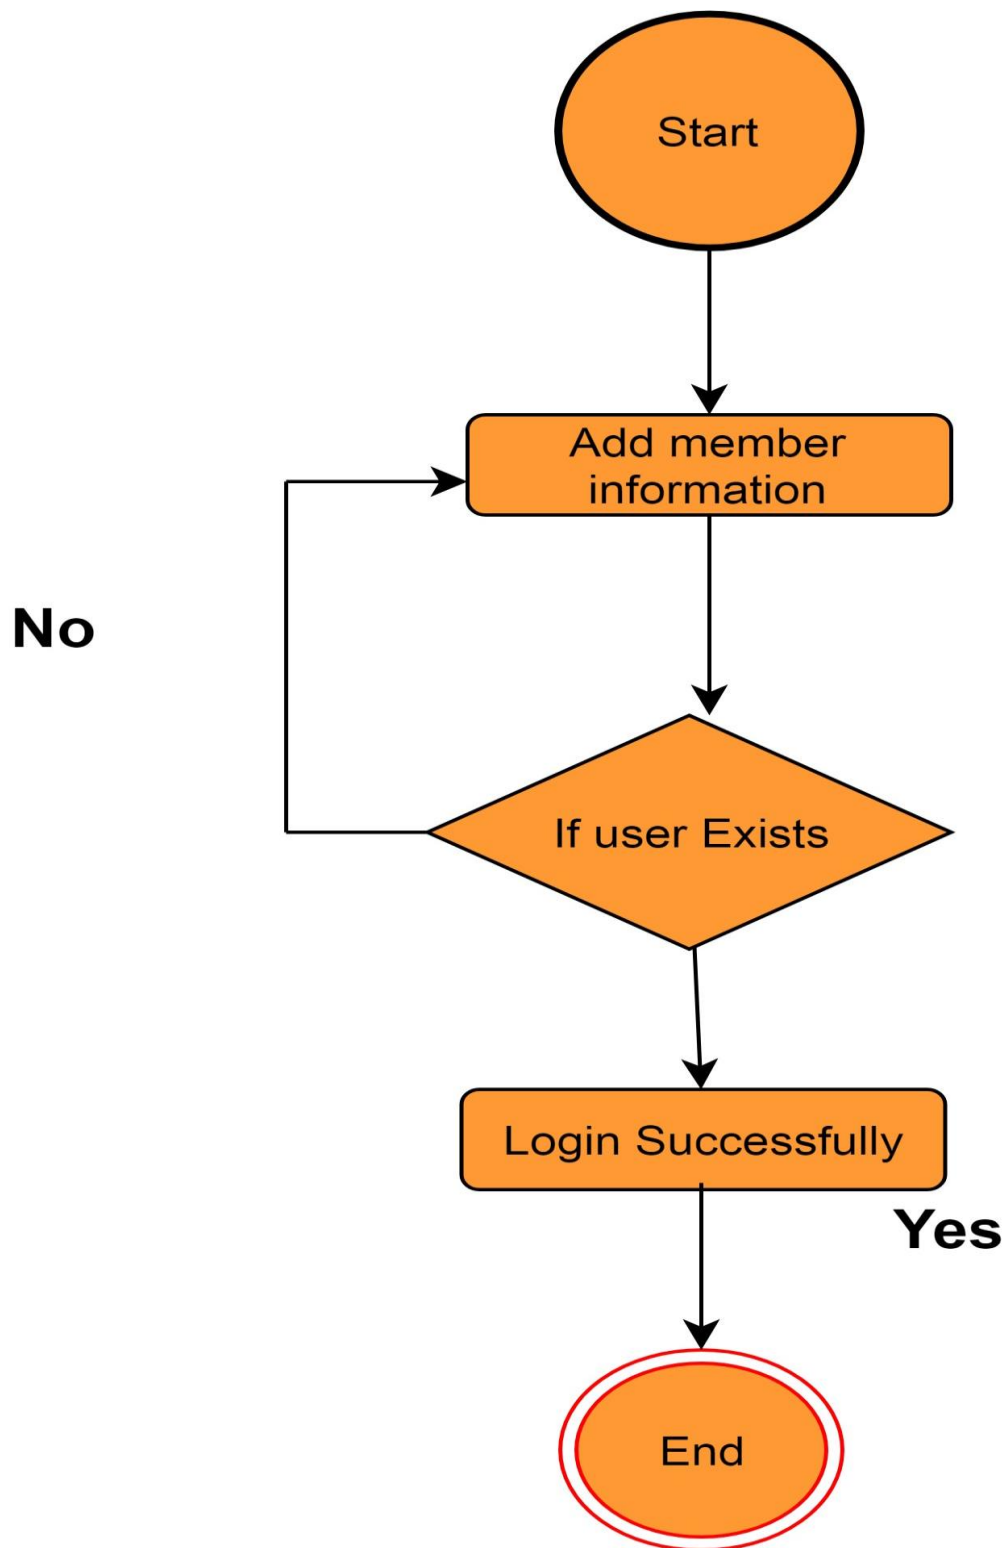 Start
Add member
information
No
If user Exists
Login Successfully
Yes
End